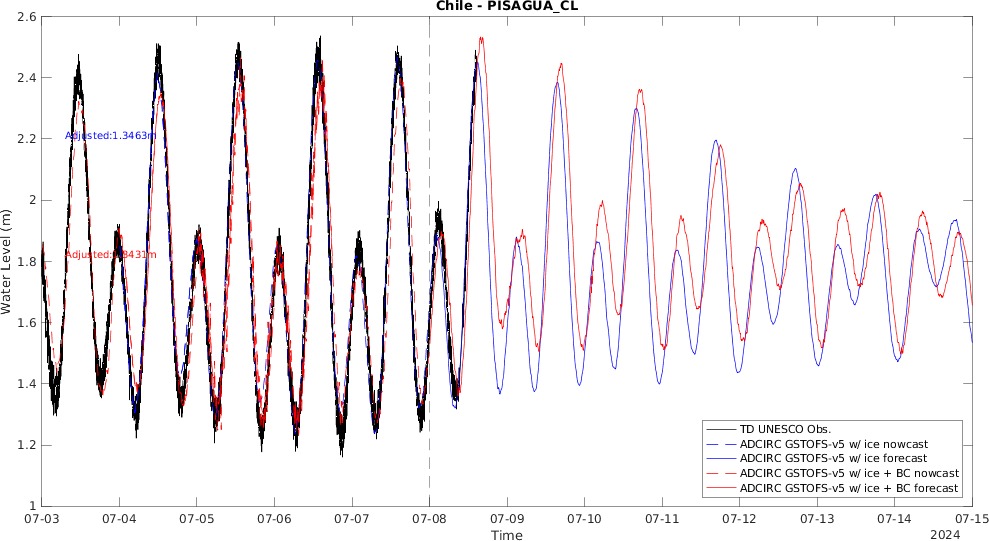 Chile - PISAGUA_CL
Water Level (m)
2.6
2.4
2.2
2
1.8
1.6
1.4
1.2
1
Adjusted:1.3463m
TD UNESCO Obs.
ADCIRC GSTOFS-v5 w/ ice nowcast
ADCIRC GSTOFS-v5 w/ ice forecast
ADCIRC GSTOFS-v5 w/ ice + BC nowcast
ADCIRC GSTOFS-v5 w/ ice + BC forecast
07-03 07-04 07-05 07-06 07-07 07-08 07-09 07-10 07-11 07-12 07-13 07-14 07-15
Time
2024